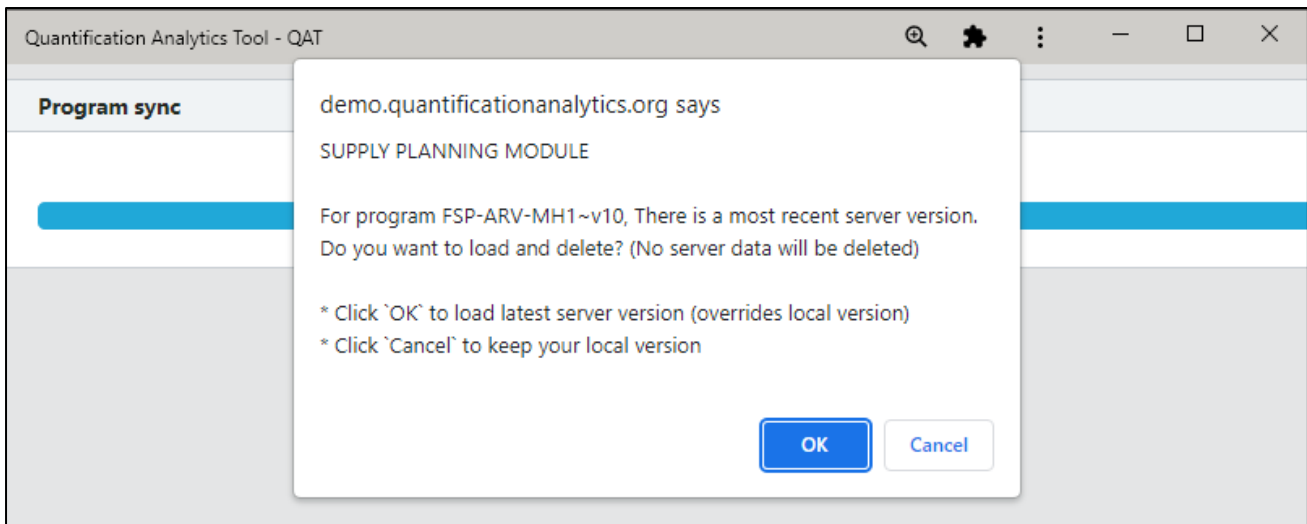 Quantification Analytics Tool - QAT
Program sync
demo.quantificationanalytics.org says
SUPPLY PLANNING MODULE
For program FSP-ARV-MH1~v10, There is a most recent server version.
Do you want to load and delete? (No server data will be deleted)
* Click `OK` to load latest server version (overrides local version)
* Click `Cancel` to keep your local version
OK
Cancel